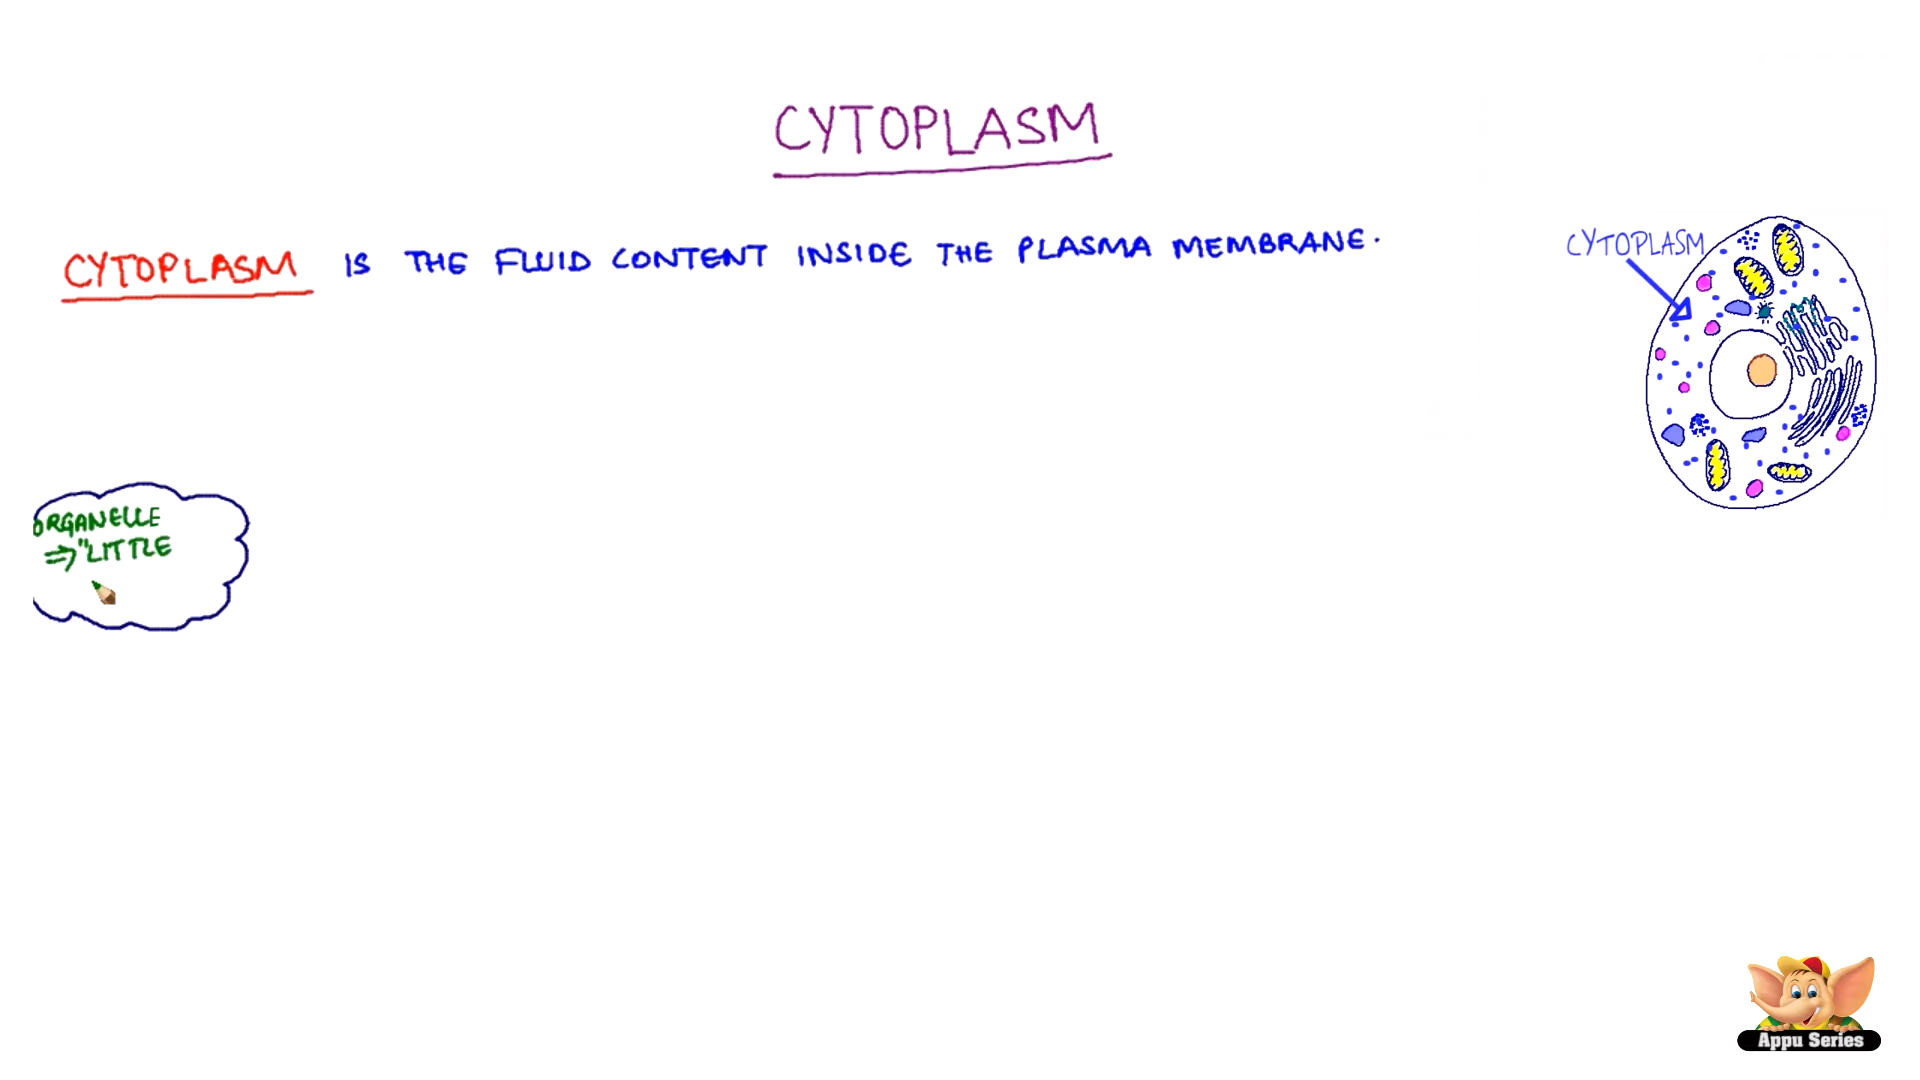 CYTOPLASM
CYTOPLASM IS THE FLUID CONTENT INSIDE THE PLASMA MEMBRANE.
CYTOPLASM
ORGANELLE
⇒ "LITTLE
Appu Series